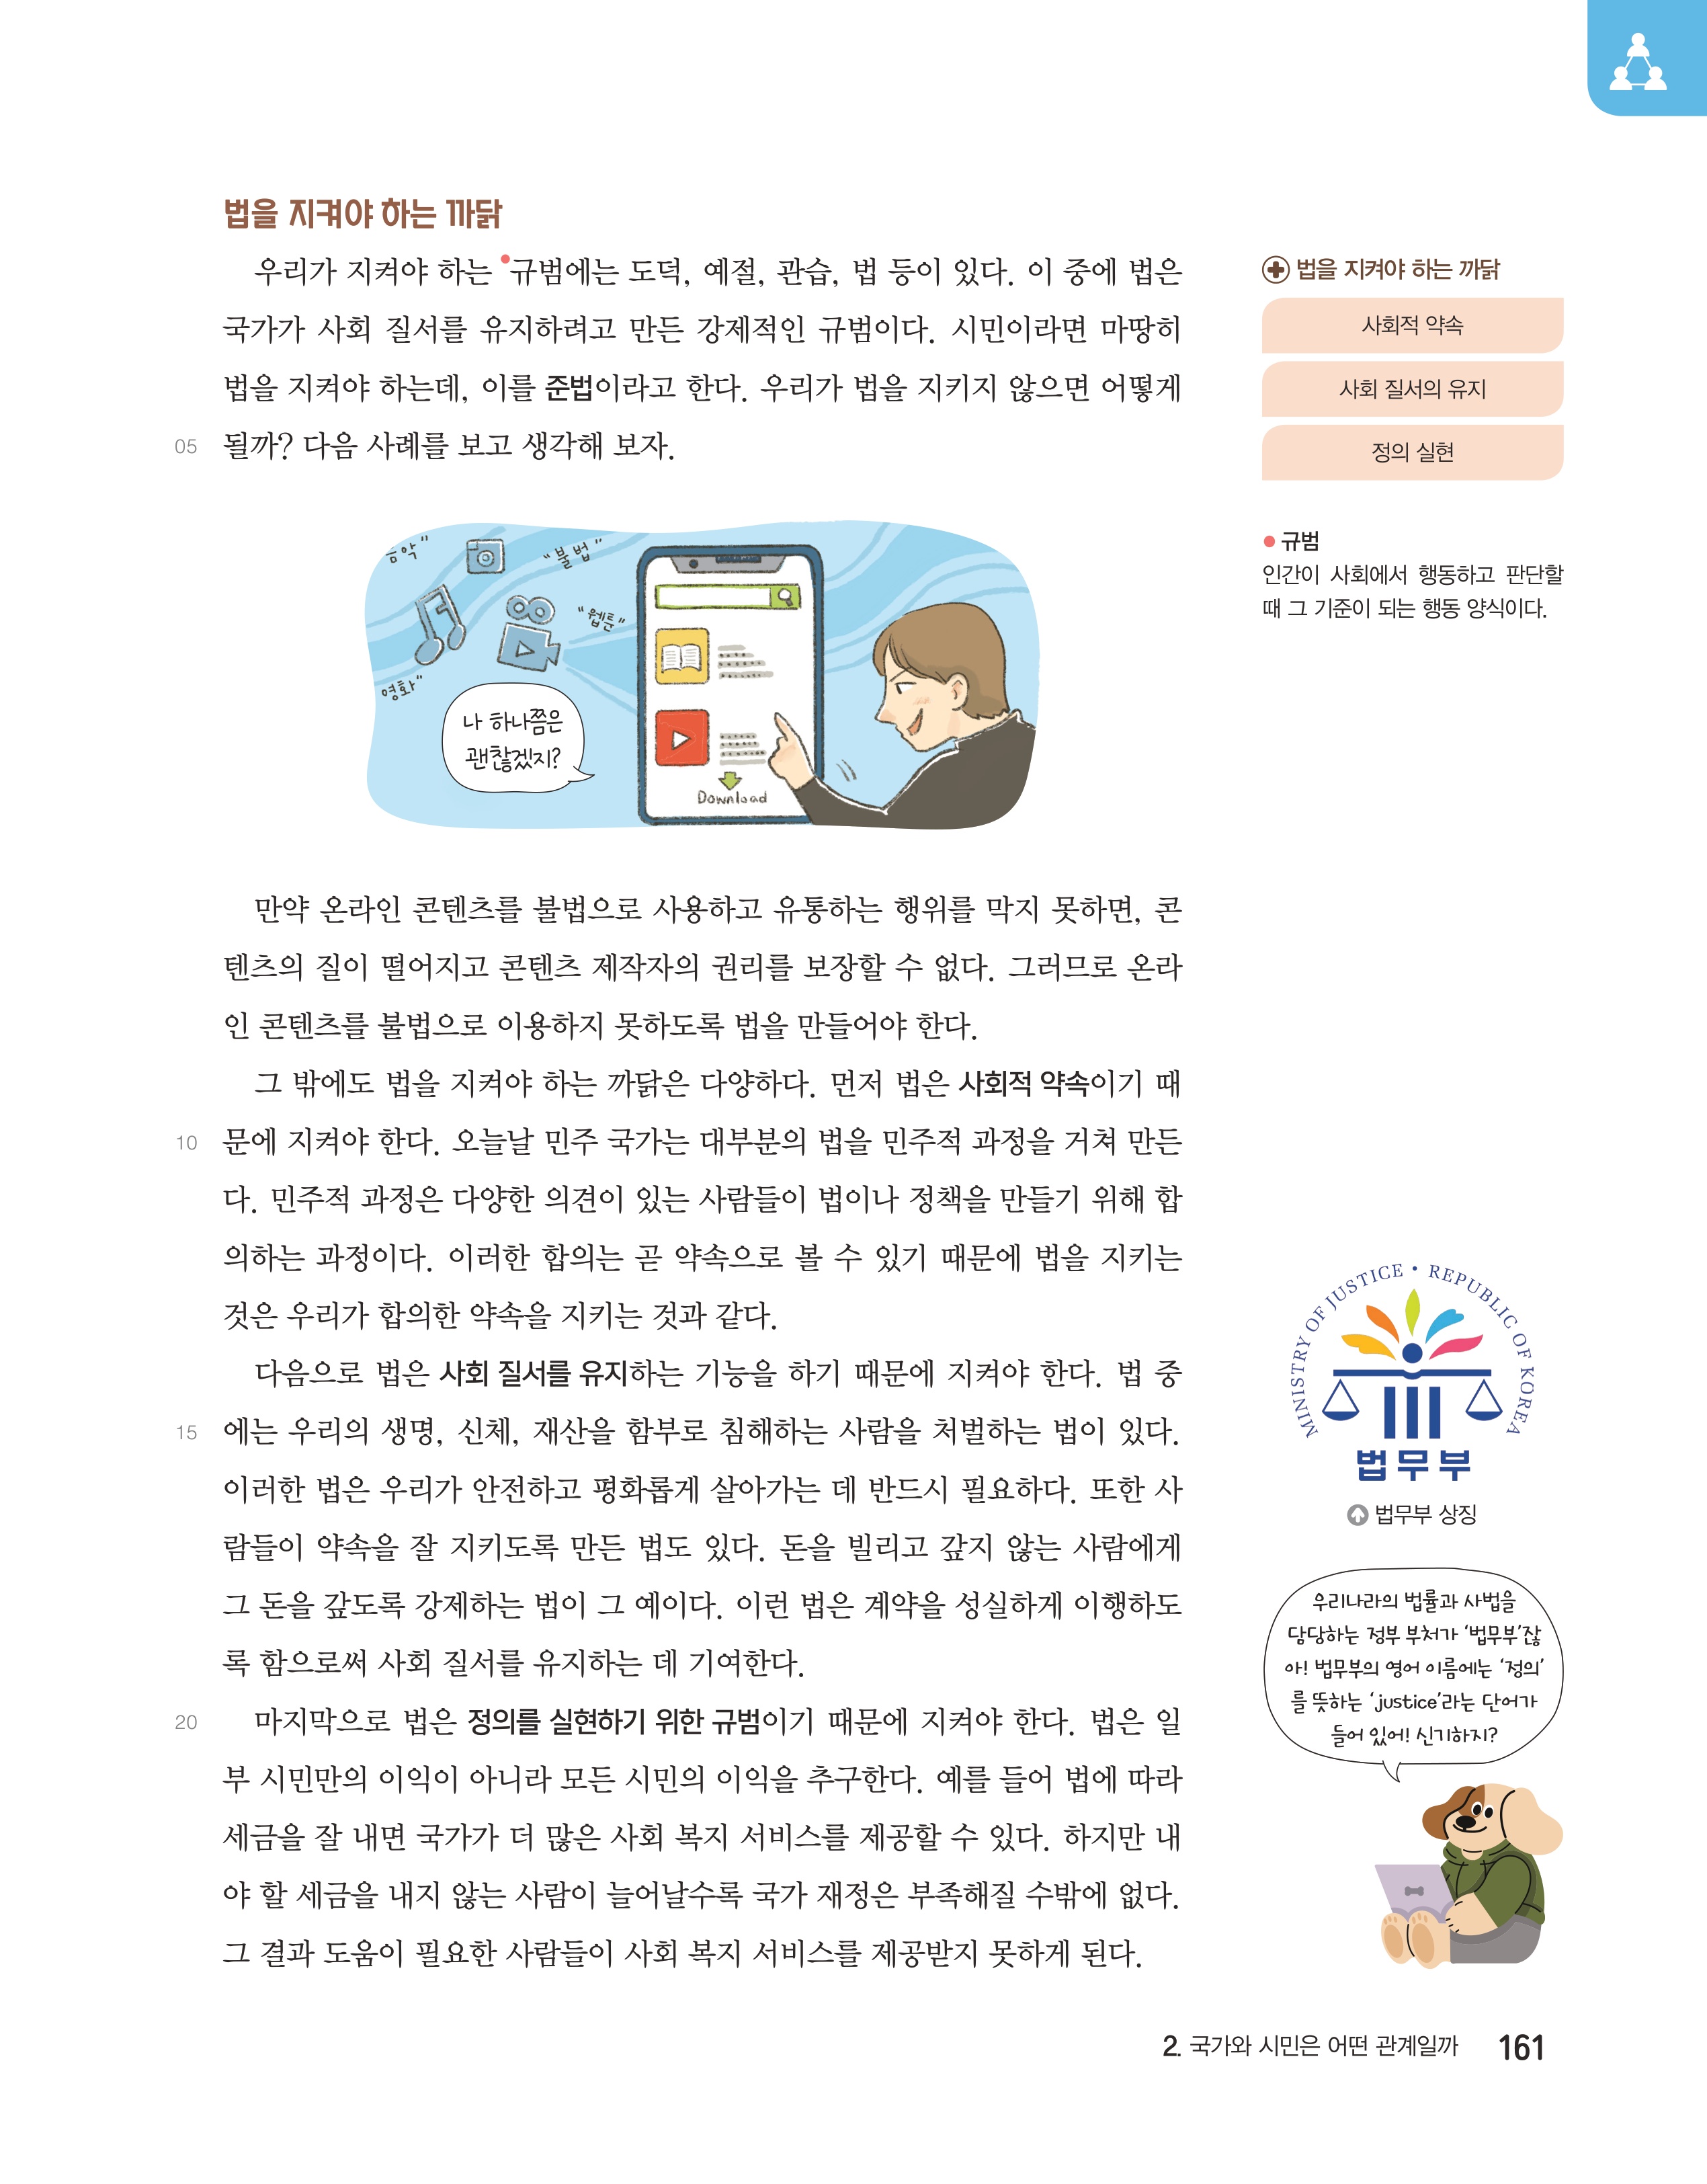 법을 지켜야 하는 까닭
우리가 지켜야 하는 •규범에는 도덕, 예절, 관습, 법 등이 있다. 이 중에 법은
국가가 사회 질서를 유지하려고 만든 강제적인 규범이다. 시민이라면 마땅히
법을 지켜야 하는데, 이를 준법이라고 한다. 우리가 법을 지키지 않으면 어떻게
05 될까? 다음 사례를 보고 생각해 보자.
음악"
"불법"
"웹툰"
영화"
나 하나쯤은
괜찮겠지?
Download
만약 온라인 콘텐츠를 불법으로 사용하고 유통하는 행위를 막지 못하면, 콘
텐츠의 질이 떨어지고 콘텐츠 제작자의 권리를 보장할 수 없다. 그러므로 온라
인 콘텐츠를 불법으로 이용하지 못하도록 법을 만들어야 한다.
그 밖에도 법을 지켜야 하는 까닭은 다양하다. 먼저 법은 사회적 약속이기 때
10 문에 지켜야 한다. 오늘날 민주 국가는 대부분의 법을 민주적 과정을 거쳐 만든
다. 민주적 과정은 다양한 의견이 있는 사람들이 법이나 정책을 만들기 위해 합
의하는 과정이다. 이러한 합의는 곧 약속으로 볼 수 있기 때문에 법을 지키는
것은 우리가 합의한 약속을 지키는 것과 같다.
다음으로 법은 사회 질서를 유지하는 기능을 하기 때문에 지켜야 한다. 법 중
15 에는 우리의 생명, 신체, 재산을 함부로 침해하는 사람을 처벌하는 법이 있다.
이러한 법은 우리가 안전하고 평화롭게 살아가는 데 반드시 필요하다. 또한 사
람들이 약속을 잘 지키도록 만든 법도 있다. 돈을 빌리고 갚지 않는 사람에게
그 돈을 갚도록 강제하는 법이 그 예이다. 이런 법은 계약을 성실하게 이행하도
록 함으로써 사회 질서를 유지하는 데 기여한다.
20 마지막으로 법은 정의를 실현하기 위한 규범이기 때문에 지켜야 한다. 법은 일
부 시민만의 이익이 아니라 모든 시민의 이익을 추구한다. 예를 들어 법에 따라
세금을 잘 내면 국가가 더 많은 사회 복지 서비스를 제공할 수 있다. 하지만 내
야 할 세금을 내지 않는 사람이 늘어날수록 국가 재정은 부족해질 수밖에 없다.
그 결과 도움이 필요한 사람들이 사회 복지 서비스를 제공받지 못하게 된다.
법을 지켜야 하는 까닭
사회적 약속
사회 질서의 유지
정의 실현
• 규범
인간이 사회에서 행동하고 판단할
때 그 기준이 되는 행동 양식이다.
MINISTRY OF JUSTICE • REPUBLIC OF KOREA
법무부
법무부 상징
우리나라의 법률과 사법을
담당하는 정부 부처가 ‘법무부’잖
아! 법무부의 영어 이름에는 ‘정의’
를 뜻하는 ‘justice’라는 단어가
들어 있어! 신기하지?
2. 국가와 시민은 어떤 관계일까 161